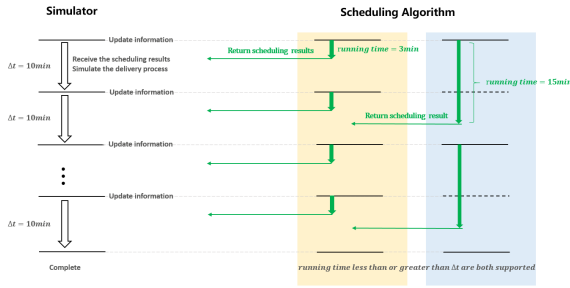 Simulator
Scheduling Algorithm
Update information
Return scheduling results
running time = 3min
Receive the scheduling results
Simulate the delivery process
Δt = 10min
running time = 15min
Update information
Return scheduling result
Δt = 10min
Update information
Update information
Δt = 10min
Complete
running time less than or greater than Δt are both supported